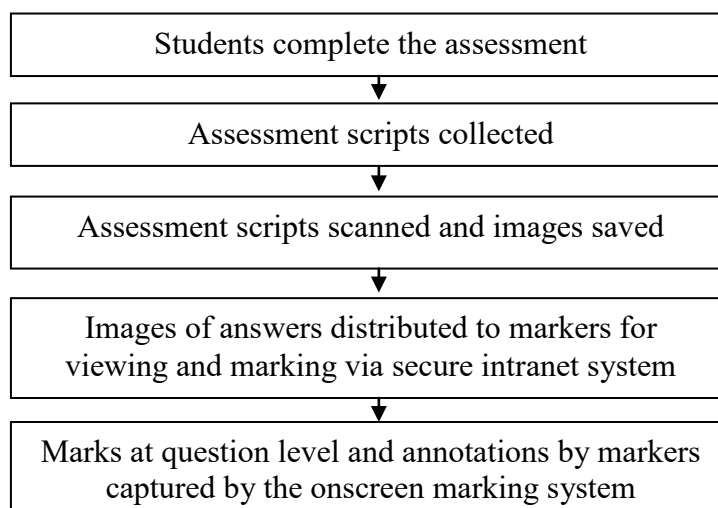 Students complete the assessment
Assessment scripts collected
Assessment scripts scanned and images saved
Images of answers distributed to markers for
viewing and marking via secure intranet system
Marks at question level and annotations by markers
captured by the onscreen marking system